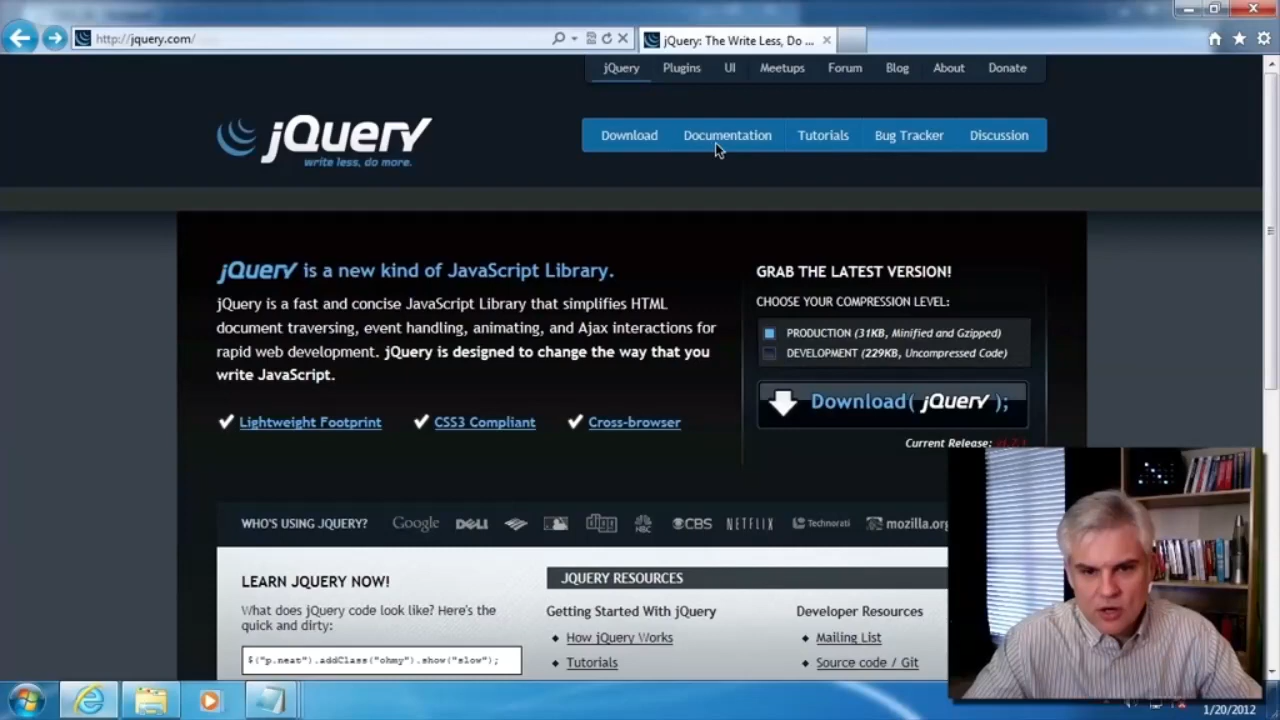 http://jquery.com/
jQuery: The Write Less, Do ...
jQuery Plugins UI Meetups Forum Blog About Donate
jQuery
write less, do more.
Download Documentation Tutorials Bug Tracker Discussion
jQuery is a new kind of JavaScript Library.
jQuery is a fast and concise JavaScript Library that simplifies HTML
document traversing, event handling, animating, and Ajax interactions for
rapid web development. jQuery is designed to change the way that you
write JavaScript.
Lightweight Footprint CSS3 Compliant Cross-browser
GRAB THE LATEST VERSION!
CHOOSE YOUR COMPRESSION LEVEL:
PRODUCTION (31KB, Minified and Gzipped)
DEVELOPMENT (229KB, Uncompressed Code)
Download( jQuery );
Current Release: v1.7.1
WHO'S USING JQUERY? Google DELL NBC CBS NETFLIX Technorati mozilla.org
LEARN JQUERY NOW!
What does jQuery code look like? Here's the
quick and dirty:
$("p.neat").addClass("ohmy").show("slow");
JQUERY RESOURCES
Getting Started With jQuery
How jQuery Works
Tutorials
Developer Resources
Mailing List
Source code / Git
1/20/2012